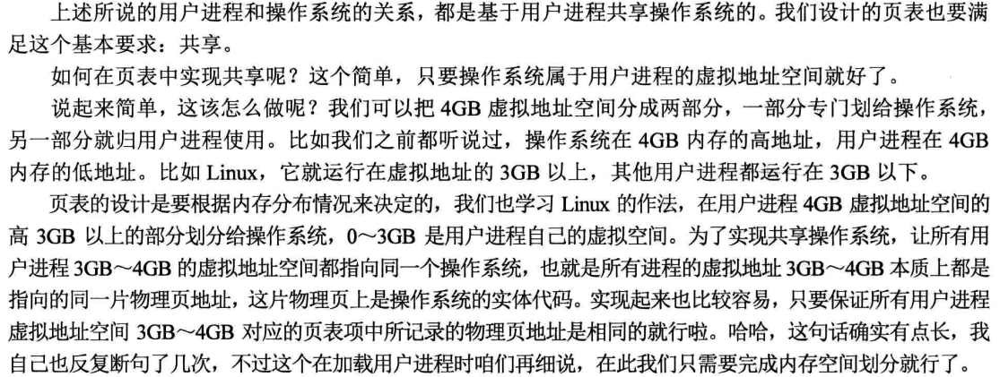 上述所说的用户进程和操作系统的关系，都是基于用户进程共享操作系统的。我们设计的页表也要满
足这个基本要求：共享。
如何在页表中实现共享呢？这个简单，只要操作系统属于用户进程的虚拟地址空间就好了。
说起来简单，这该怎么做呢？我们可以把 4GB 虚拟地址空间分成两部分，一部分专门划给操作系统，
另一部分就归用户进程使用。比如我们之前都听说过，操作系统在 4GB 内存的高地址，用户进程在 4GB
内存的低地址。比如 Linux，它就运行在虚拟地址的 3GB 以上，其他用户进程都运行在 3GB 以下。
页表的设计是要根据内存分布情况来决定的，我们也学习 Linux 的作法，在用户进程 4GB 虚拟地址空间的
高 3GB 以上的部分划分给操作系统，0～3GB 是用户进程自己的虚拟空间。为了实现共享操作系统，让所有用
户进程 3GB～4GB 的虚拟地址空间都指向同一个操作系统，也就是所有进程的虚拟地址 3GB～4GB 本质上都是
指向的同一片物理页地址，这片物理页上是操作系统的实体代码。实现起来也比较容易，只要保证所有用户进程
虚拟地址空间 3GB～4GB 对应的页表项中所记录的物理页地址是相同的就行啦。哈哈，这句话确实有点长，我
自己也反复断句了几次，不过这个在加载用户进程时咱们再细说，在此我们只需要完成内存空间划分就行了。